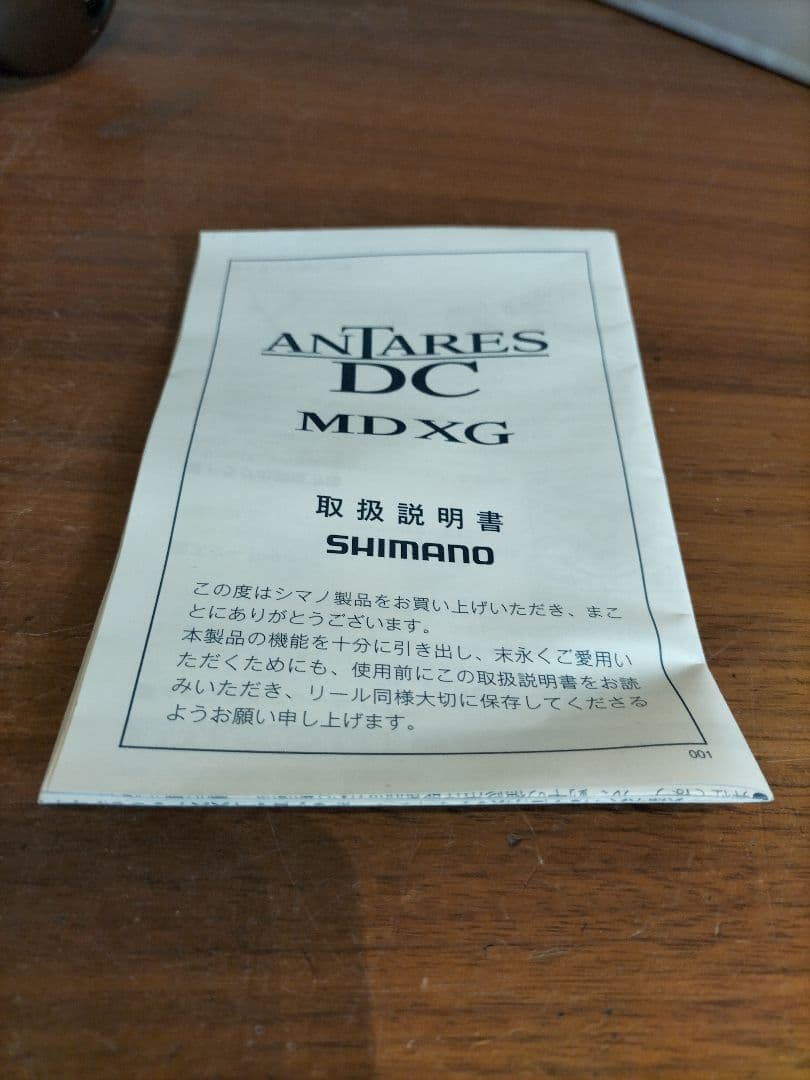 ANTARES
DC
MD XG
取扱説明書
SHIMANO
この度はシマノ製品をお買い上げいただき、まこ
とにありがとうございます。
本製品の機能を十分に引き出し、末永くご愛用い
ただくためにも、使用前にこの取扱説明書をお読
みいただき、リール同様大切に保存してくださる
ようお願い申し上げます。
001